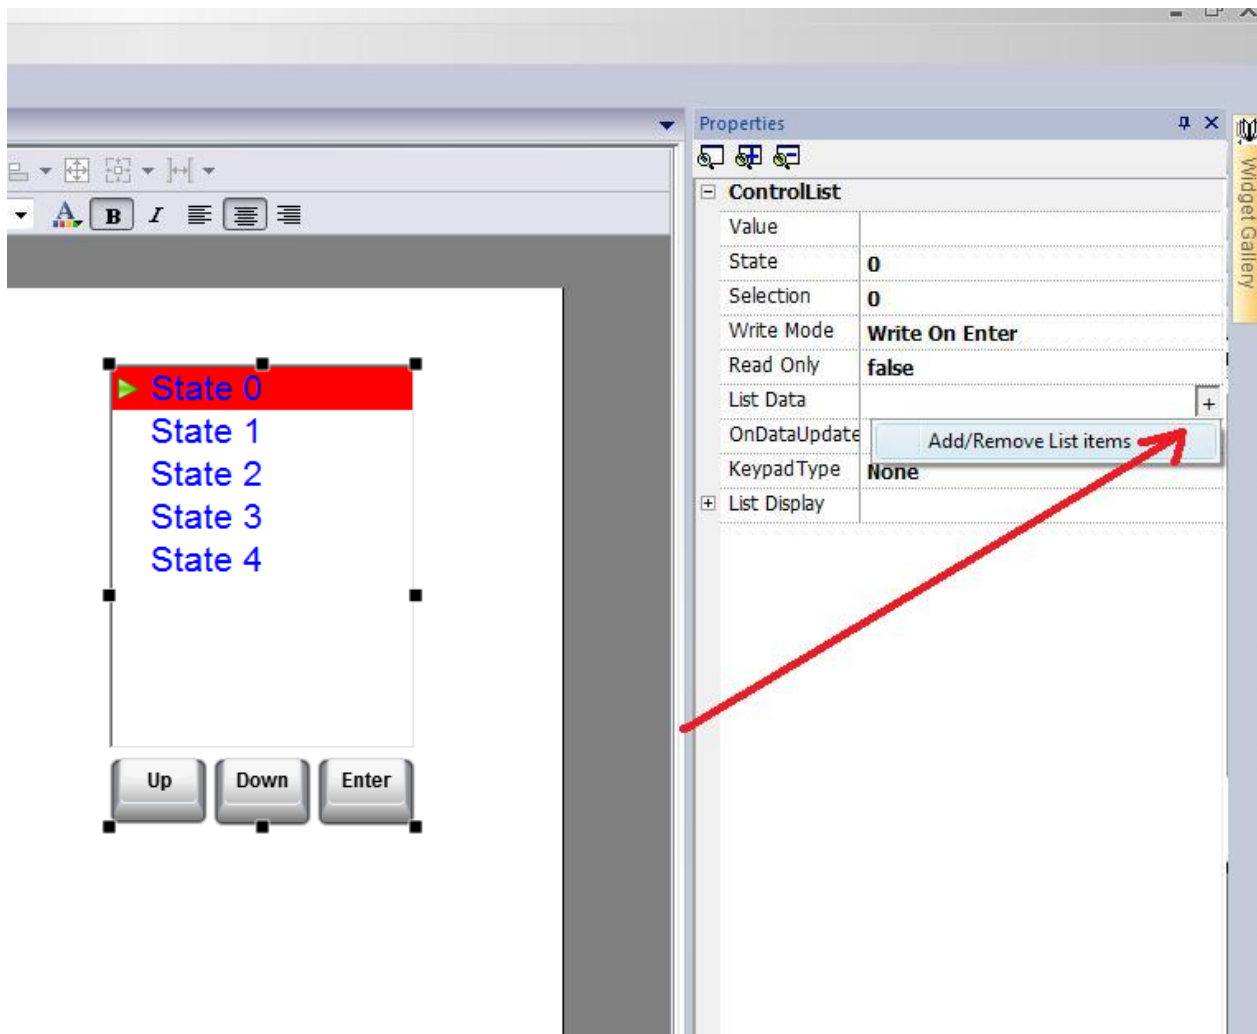 Properties
B I
ControlList
Value
State 0
Selection 0
Write Mode Write On Enter
Read Only false
List Data +
OnDataUpdate
Add/Remove List items
KeypadType None
List Display
Widget Gallery
State 0
State 1
State 2
State 3
State 4
Up Down Enter